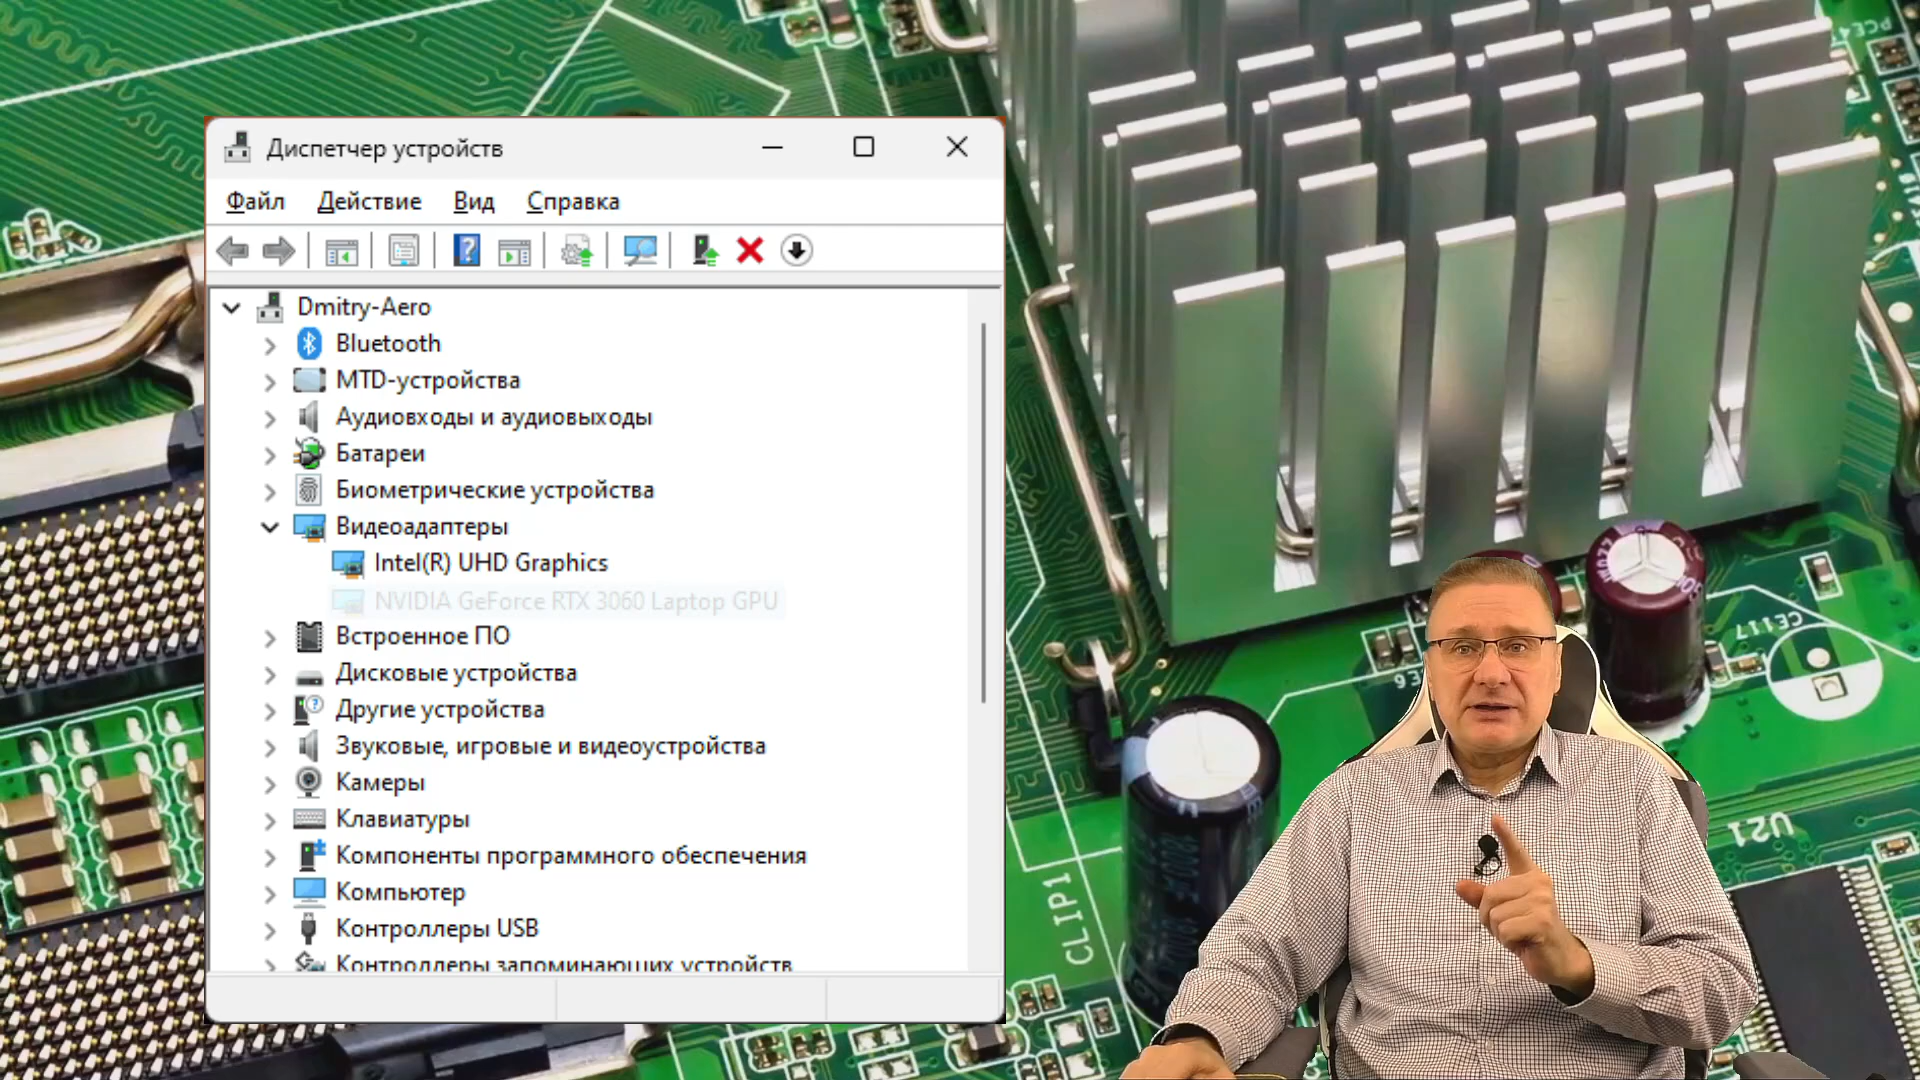 Диспетчер устройств
Файл Действие Вид Справка
Dmitry-Aero
Bluetooth
MTD-устройства
Аудиовходы и аудиовыходы
Батареи
Биометрические устройства
Видеоадаптеры
Intel(R) UHD Graphics
NVIDIA GeForce RTX 3060 Laptop GPU
Встроенное ПО
Дисковые устройства
Другие устройства
Звуковые, игровые и видеоустройства
Камеры
Клавиатуры
Компоненты программного обеспечения
Компьютер
Контроллеры USB
Контроллеры запоминающих устройств
CE117
U21
CLIP1